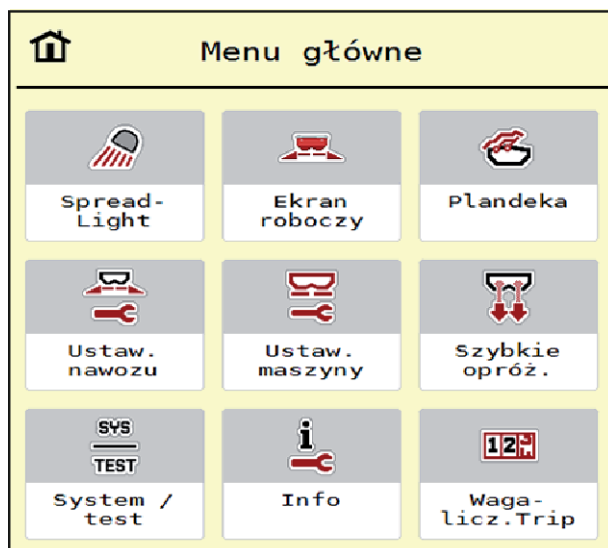 Menu główne
Spread-
Light
Ekran
roboczy
Plandeka
Ustaw.
nawozu
Ustaw.
maszyny
Szybkie
opróż.
SYS
TEST
System /
test
i
Info
12
Waga-
licz.Trip